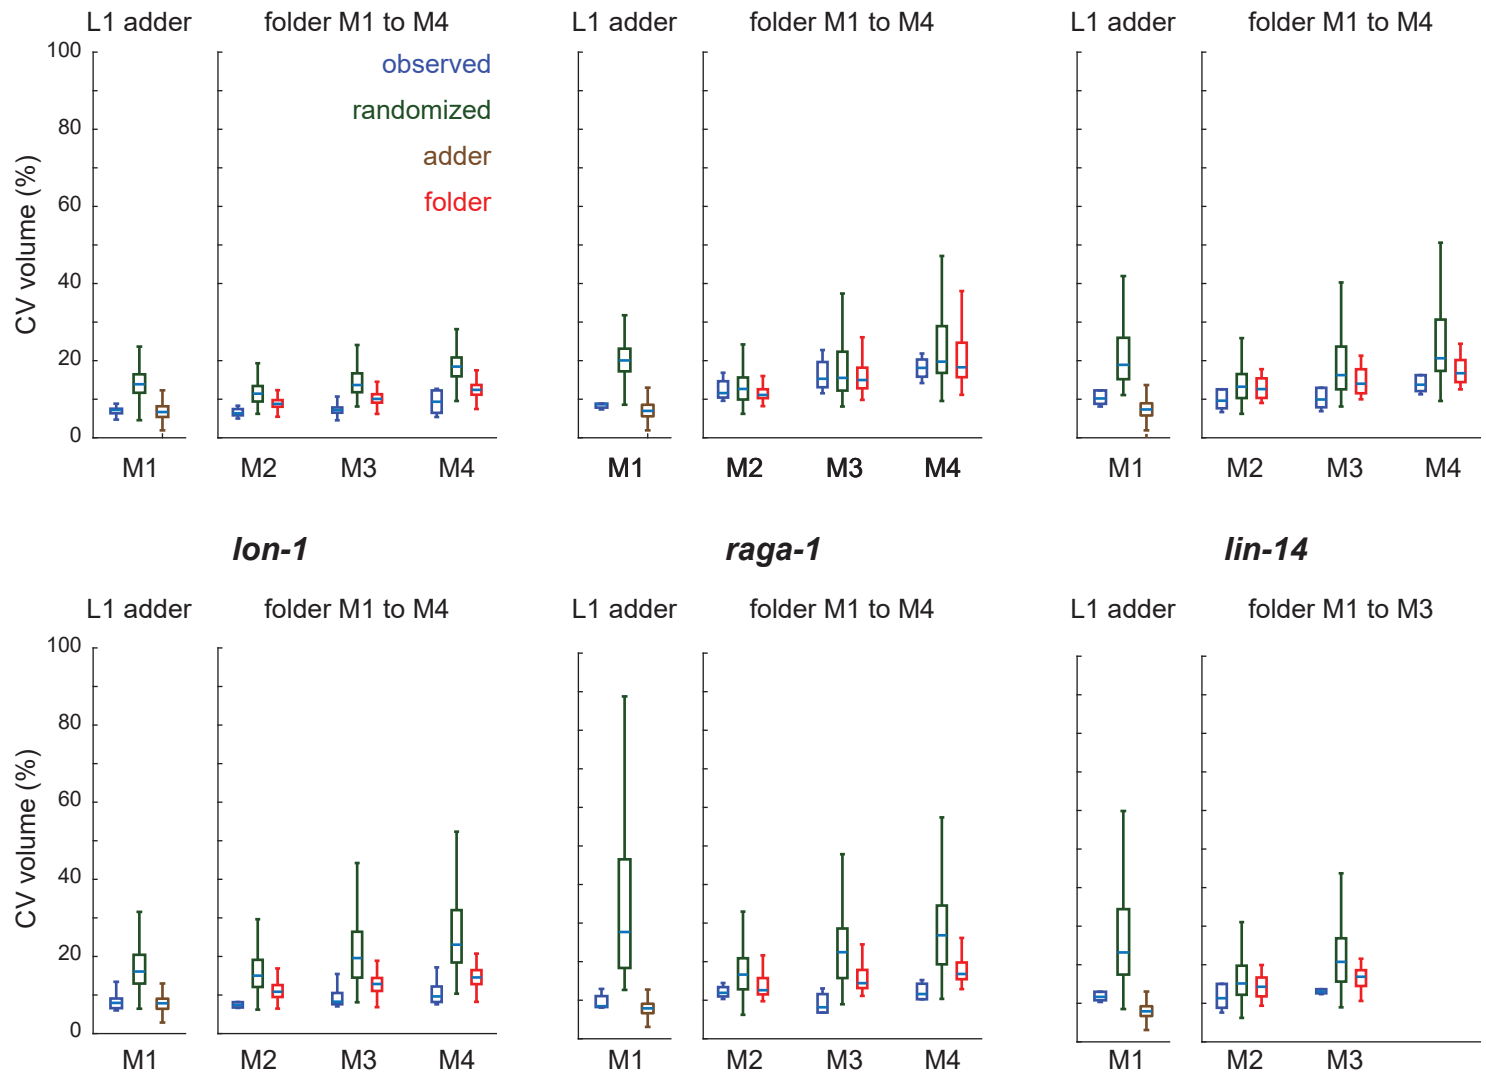 L1 adder folder M1 to M4 L1 adder folder M1 to M4 L1 adder folder M1 to M4
100
observed
randomized
80
adder
60
folder
40
20
0
CV volume (%)
M1 M2 M3 M4 M1 M2 M3 M4 M1 M2 M3 M4
lon-1 raga-1 lin-14
L1 adder folder M1 to M4 L1 adder folder M1 to M4 L1 adder folder M1 to M3
100
80
60
40
20
0
CV volume (%)
M1 M2 M3 M4 M1 M2 M3 M4 M1 M2 M3